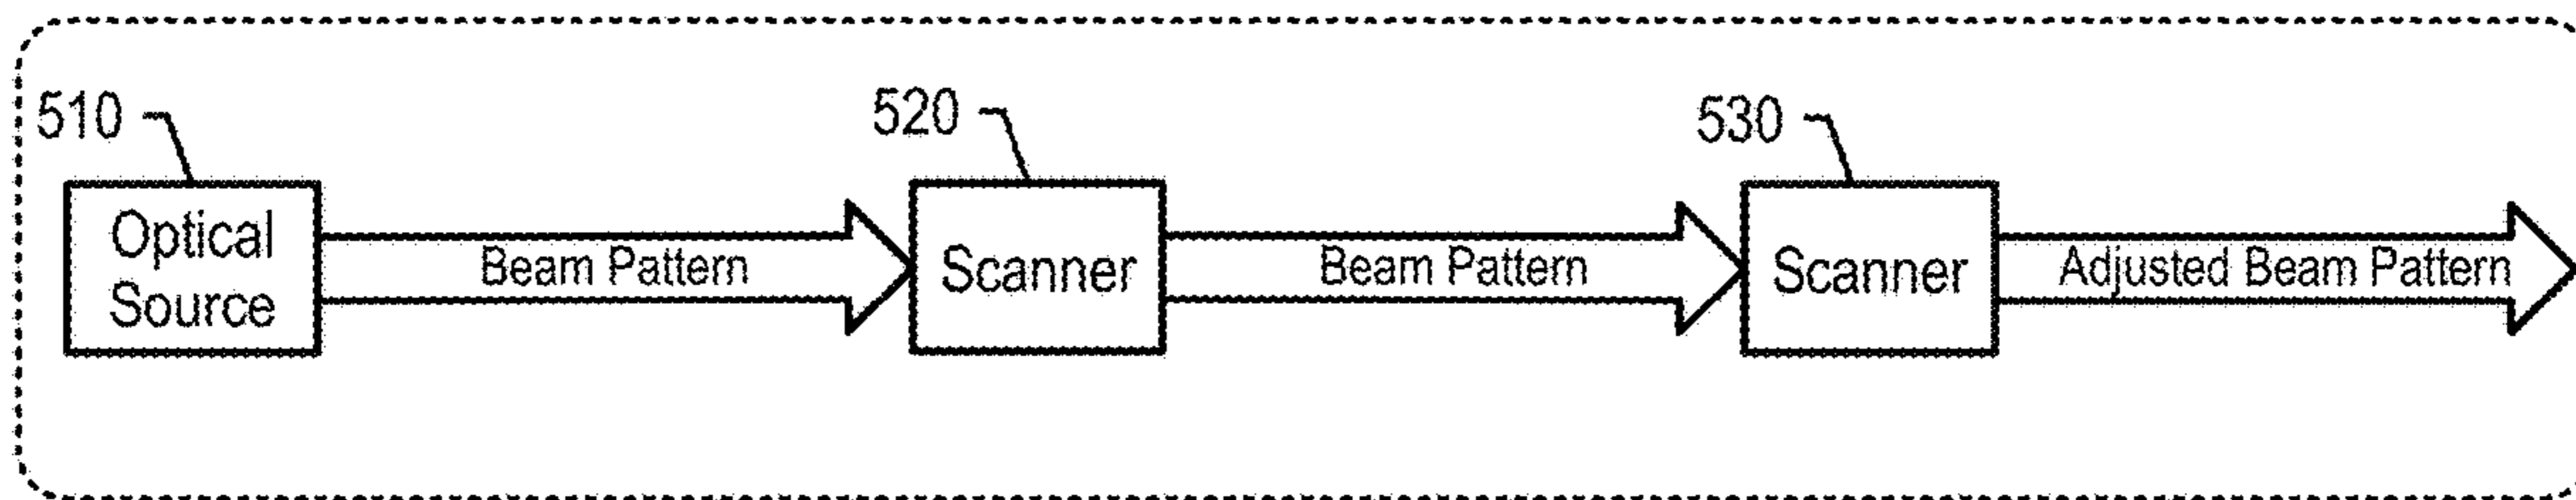 510
520
530
Optical
Source
Beam Pattern
Scanner
Beam Pattern
Scanner
Adjusted Beam Pattern